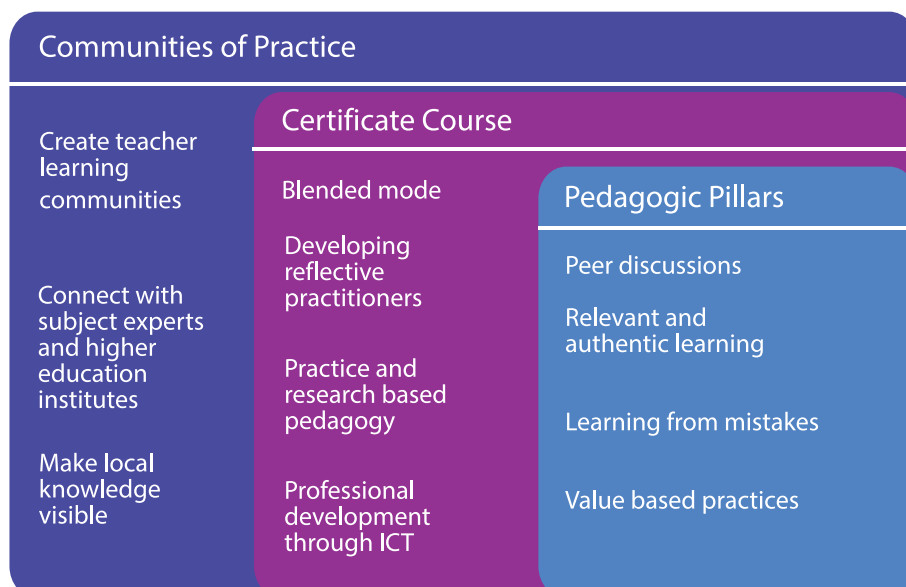 Communities of Practice
Create teacher
learning
communities
Connect with
subject experts
and higher
education
institutes
Make local
knowledge
visible
Certificate Course
Blended mode
Developing
reflective
practitioners
Practice and
research based
pedagogy
Professional
development
through ICT
Pedagogic Pillars
Peer discussions
Relevant and
authentic learning
Learning from mistakes
Value based practices